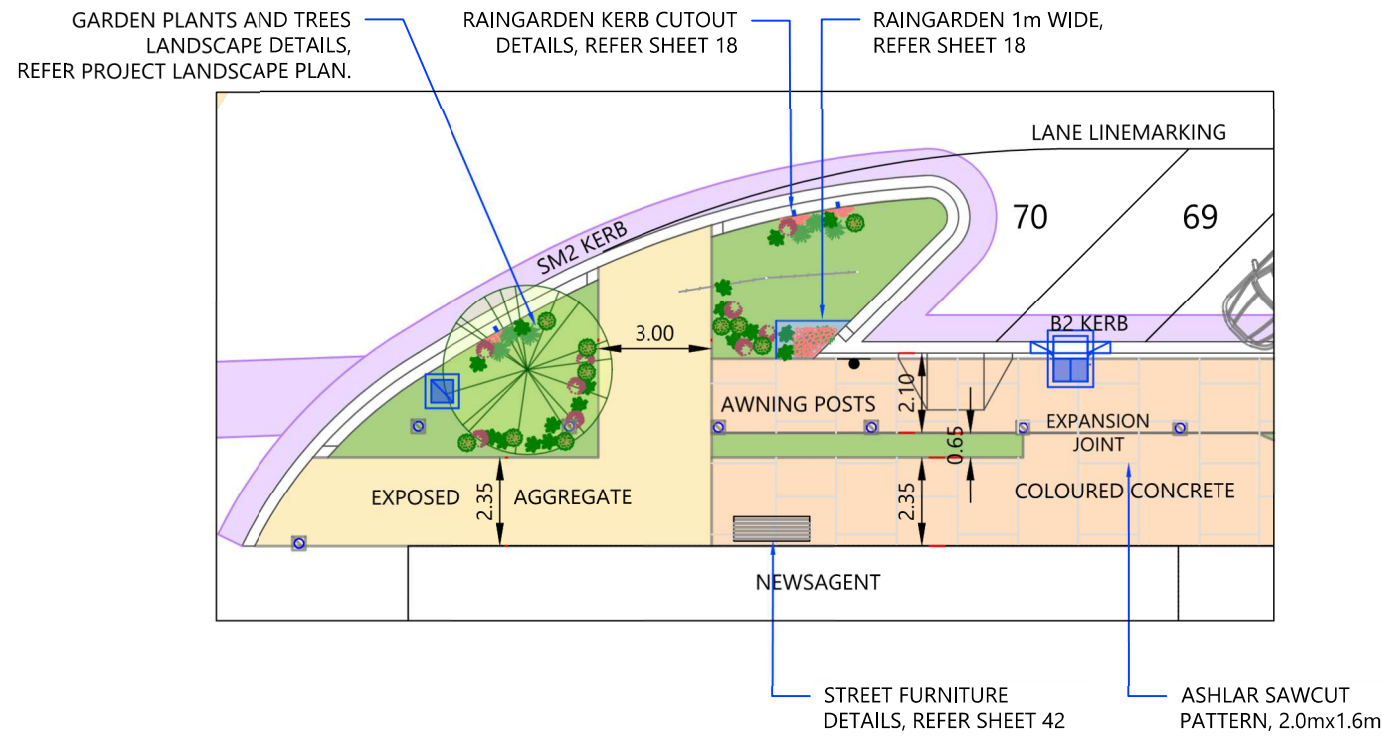 GARDEN PLANTS AND TREES
LANDSCAPE DETAILS,
REFER PROJECT LANDSCAPE PLAN.
RAINGARDEN KERB CUTOUT
DETAILS, REFER SHEET 18
RAINGARDEN 1m WIDE,
REFER SHEET 18
LANE LINEMARKING
70
69
SM2 KERB
B2 KERB
3.00
2.10
AWNING POSTS
EXPANSION
JOINT
0.65
EXPOSED AGGREGATE
2.35
2.35
COLOURED CONCRETE
NEWSAGENT
STREET FURNITURE
DETAILS, REFER SHEET 42
ASHLAR SAWCUT
PATTERN, 2.0mx1.6m